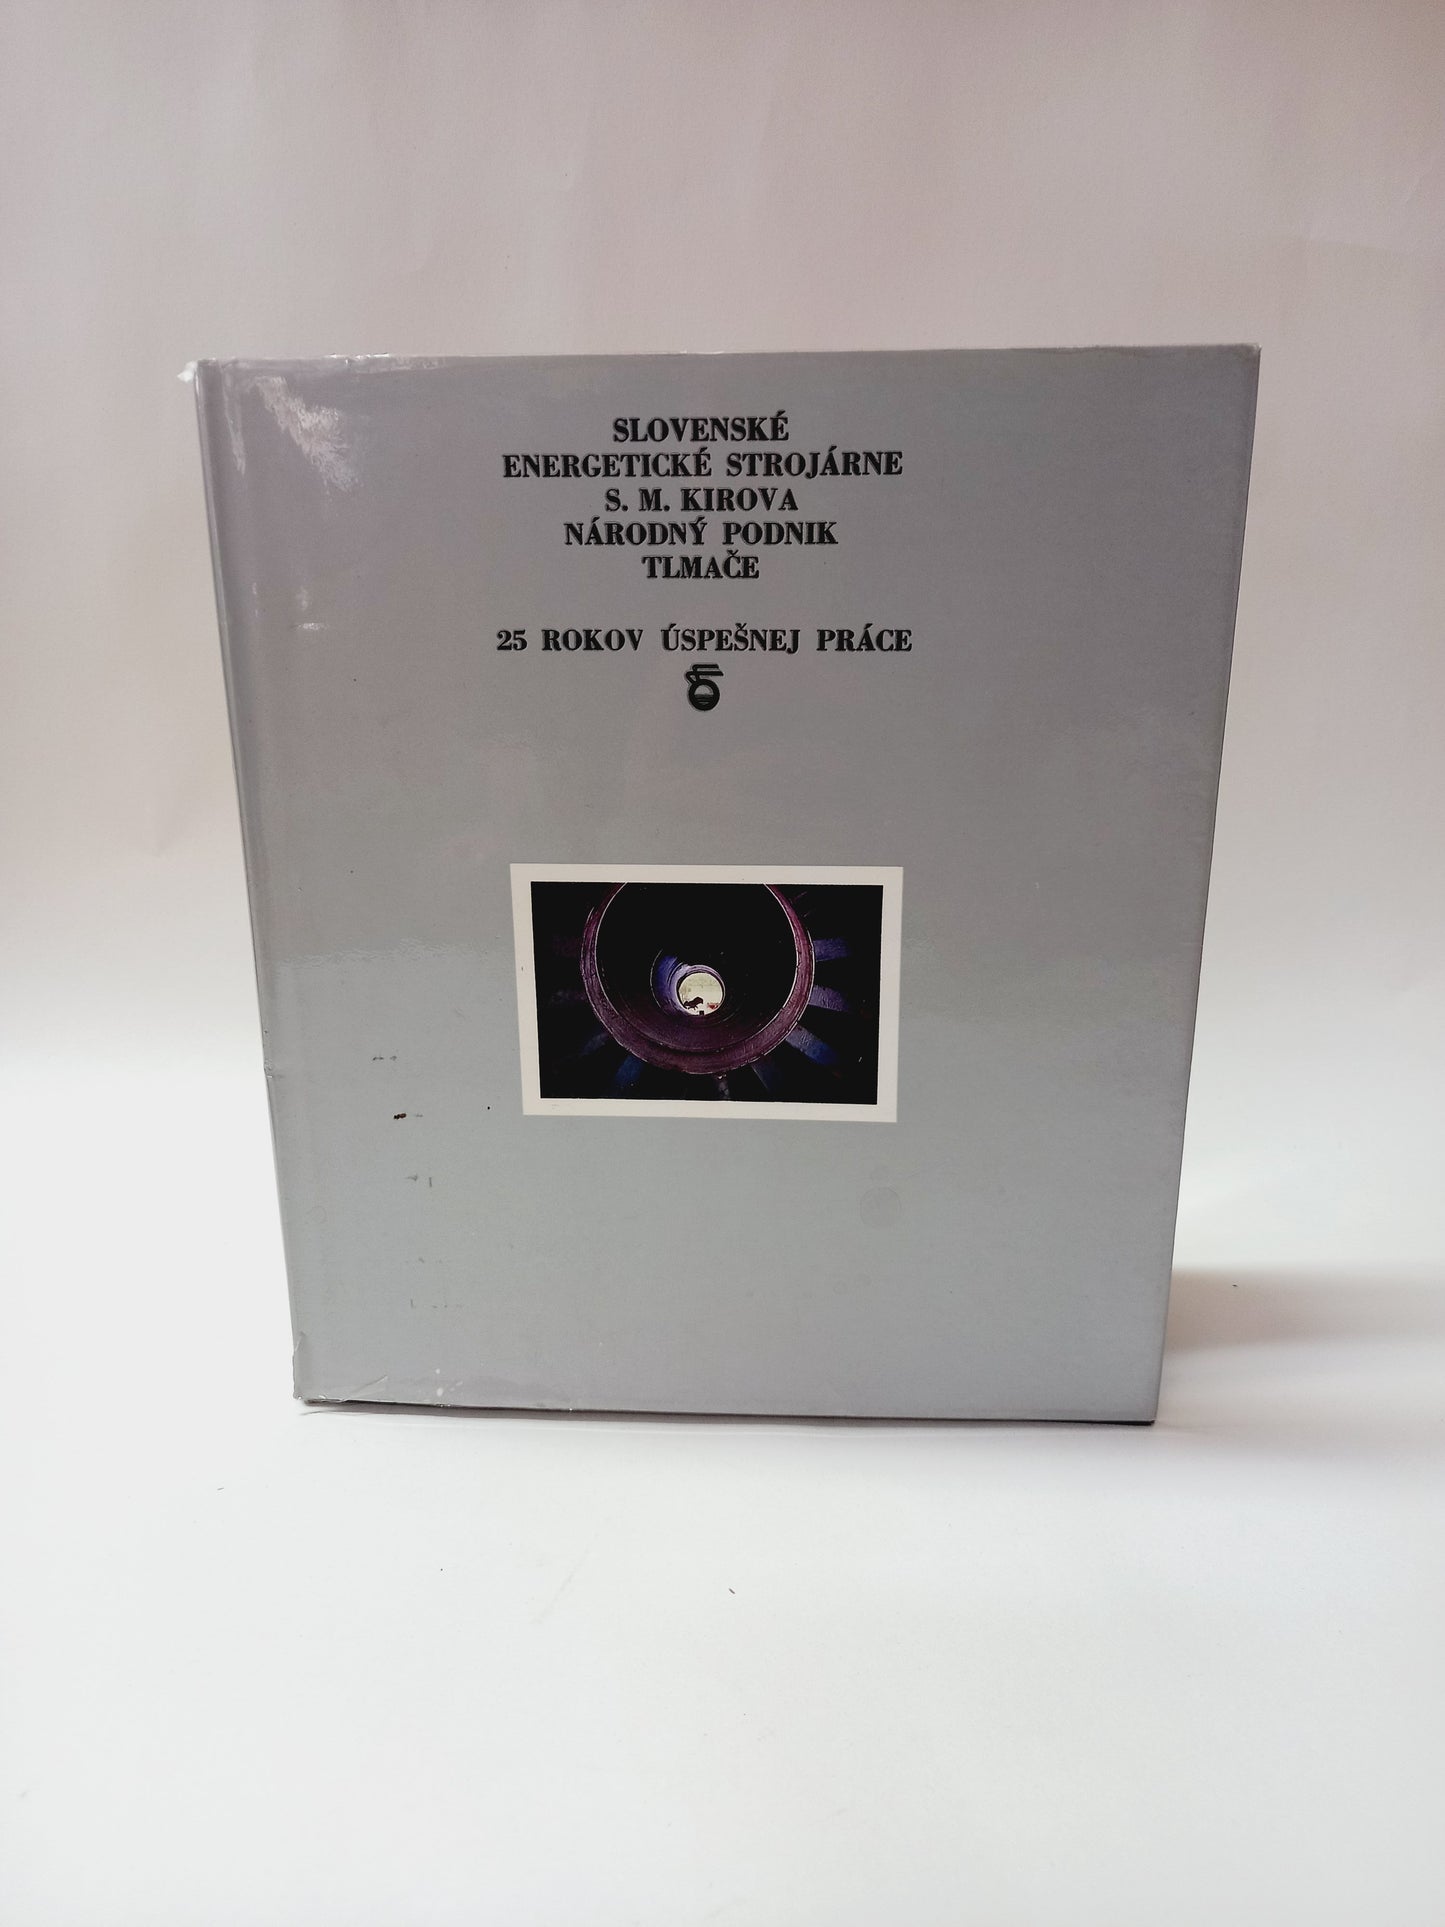 SLOVENSKÉ
ENERGETICKÉ STROJÁRNE
S. M. KIROVA
NÁRODNÝ PODNIK
TLMAČE
25 ROKOV ÚSPEŠNEJ PRÁCE